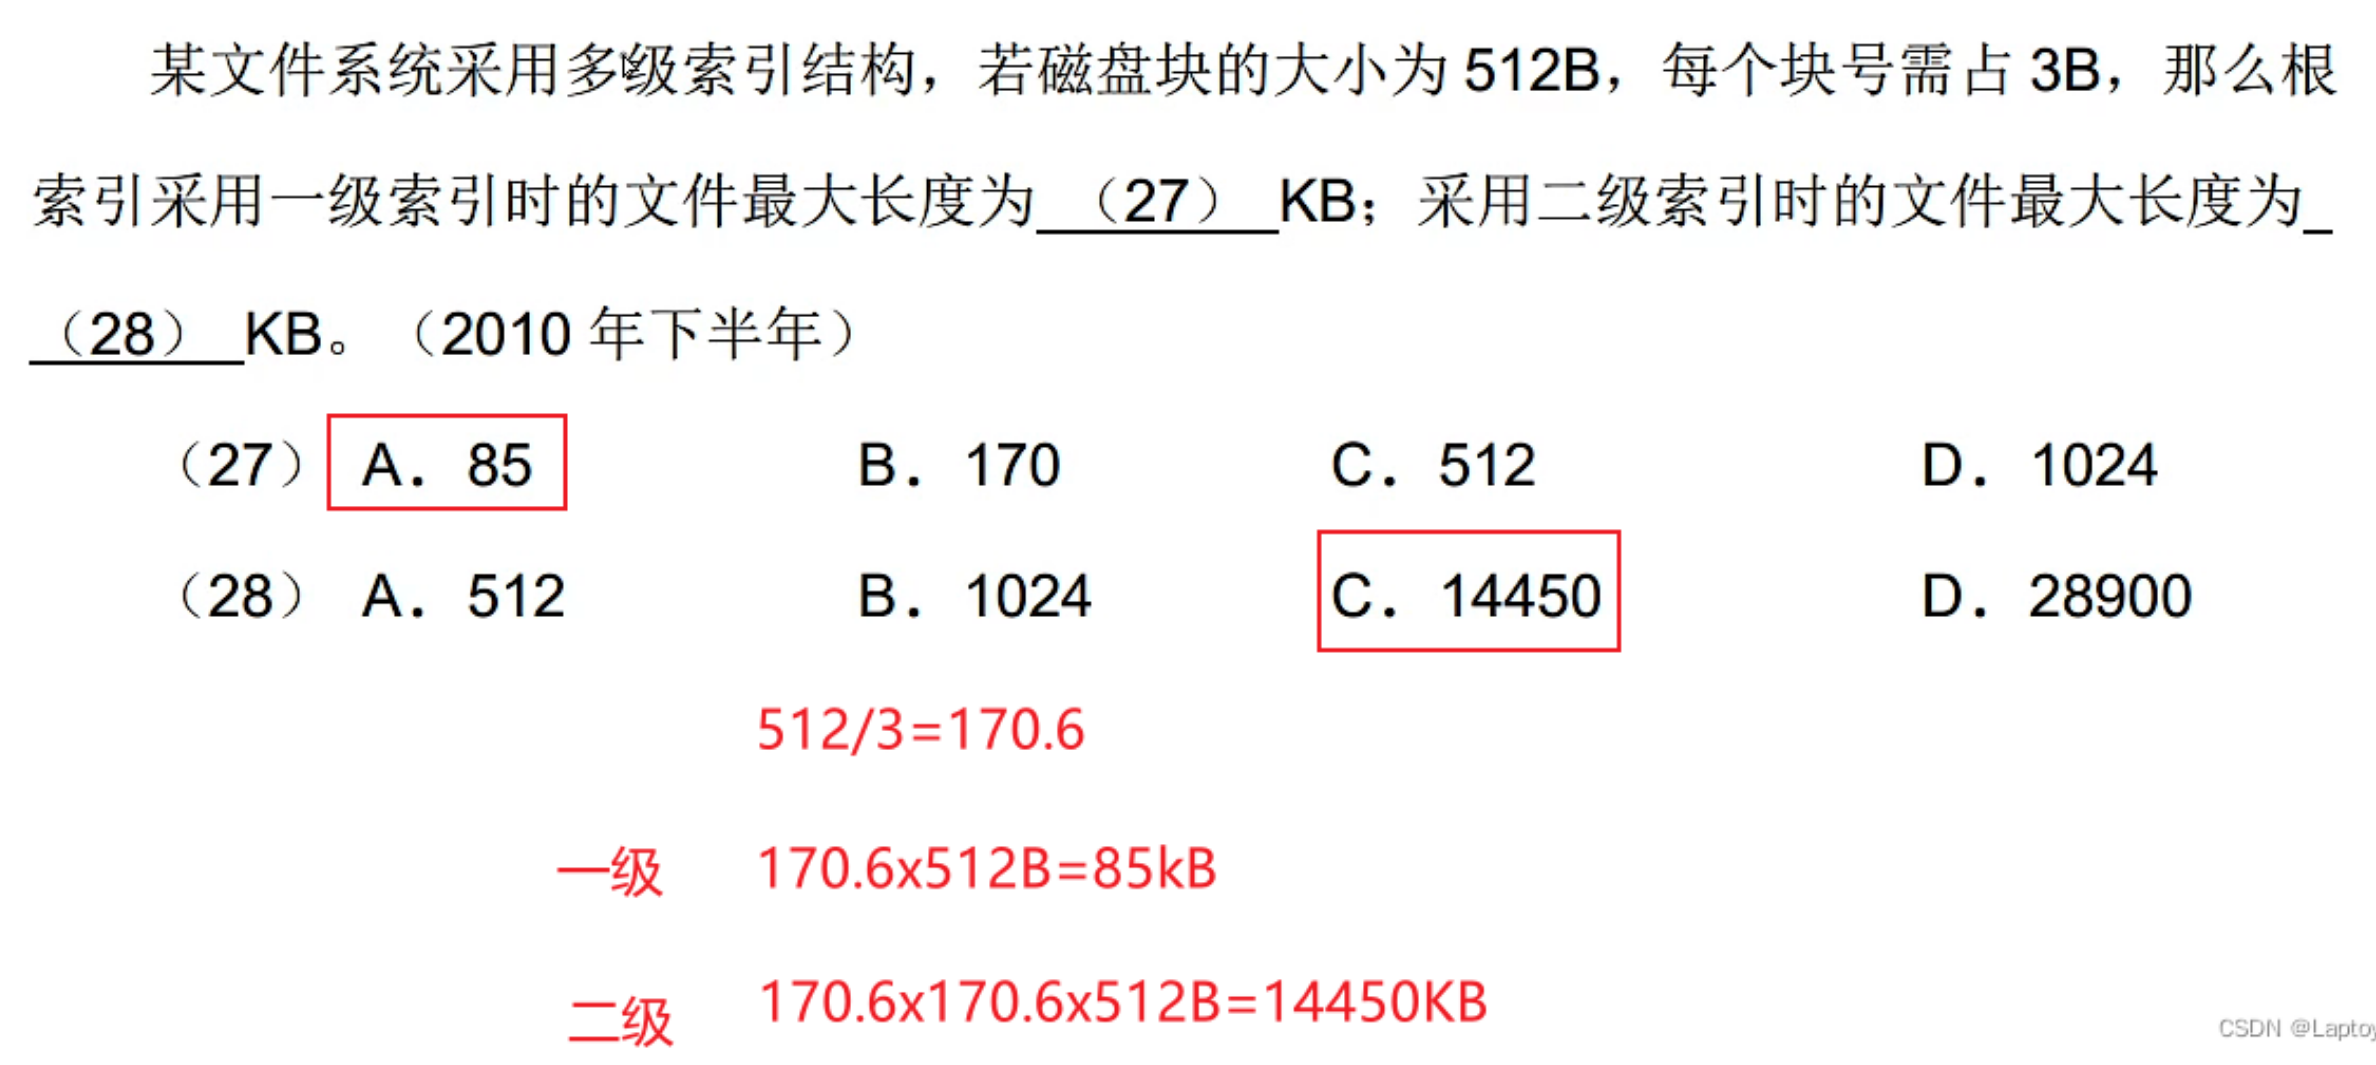 某文件系统采用多级索引结构，若磁盘块的大小为 512B，每个块号需占 3B，那么根
索引采用一级索引时的文件最大长度为 （27） KB；采用二级索引时的文件最大长度为_
（28） KB。（2010 年下半年）
（27） A．85 B．170 C．512 D．1024
（28） A．512 B．1024 C．14450 D．28900
512/3=170.6
一级 170.6x512B=85kB
二级 170.6x170.6x512B=14450KB
CSDN @Laptoy